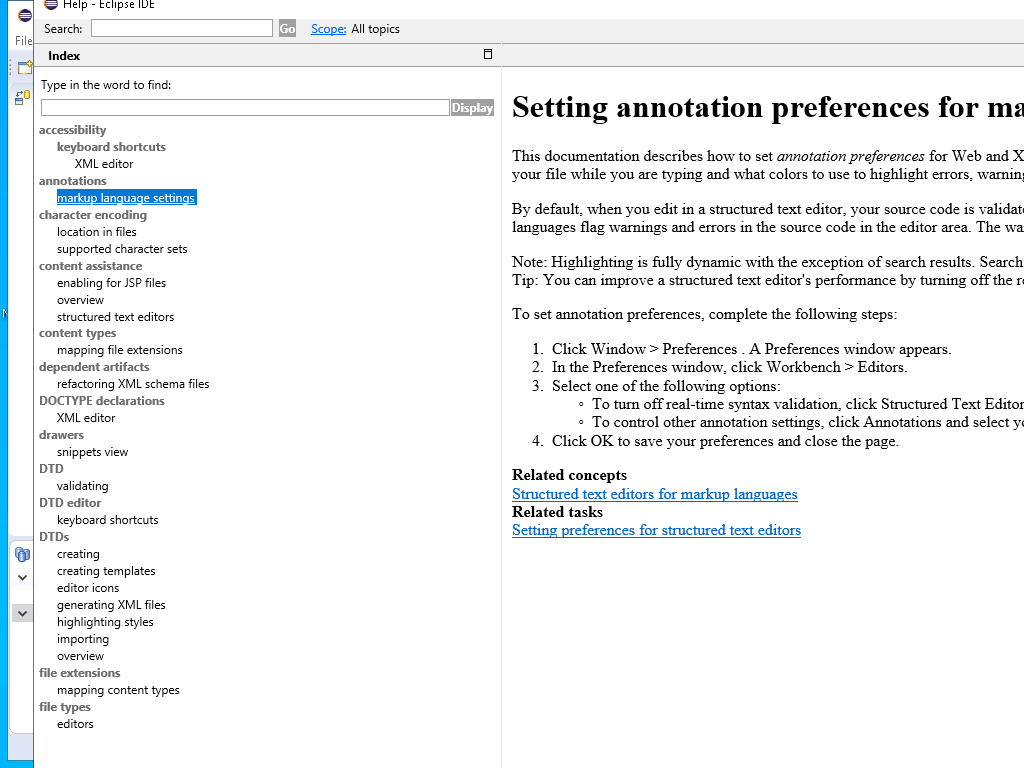 Help - Eclipse IDE
File
Search: Go Scope: All topics
Index
Type in the word to find:
Display
accessibility
keyboard shortcuts
XML editor
annotations
markup language settings
character encoding
location in files
supported character sets
content assistance
enabling for JSP files
overview
structured text editors
content types
mapping file extensions
dependent artifacts
refactoring XML schema files
DOCTYPE declarations
XML editor
drawers
snippets view
DTD
validating
DTD editor
keyboard shortcuts
DTDs
creating
creating templates
editor icons
generating XML files
highlighting styles
importing
overview
file extensions
mapping content types
file types
editors
Setting annotation preferences for ma
This documentation describes how to set annotation preferences for Web and X
your file while you are typing and what colors to use to highlight errors, warning
By default, when you edit in a structured text editor, your source code is validate
languages flag warnings and errors in the source code in the editor area. The wa
Note: Highlighting is fully dynamic with the exception of search results. Search
Tip: You can improve a structured text editor's performance by turning off the re
To set annotation preferences, complete the following steps:
1. Click Window > Preferences . A Preferences window appears.
2. In the Preferences window, click Workbench > Editors.
3. Select one of the following options:
◦ To turn off real-time syntax validation, click Structured Text Editor
◦ To control other annotation settings, click Annotations and select yo
4. Click OK to save your preferences and close the page.
Related concepts
Structured text editors for markup languages
Related tasks
Setting preferences for structured text editors